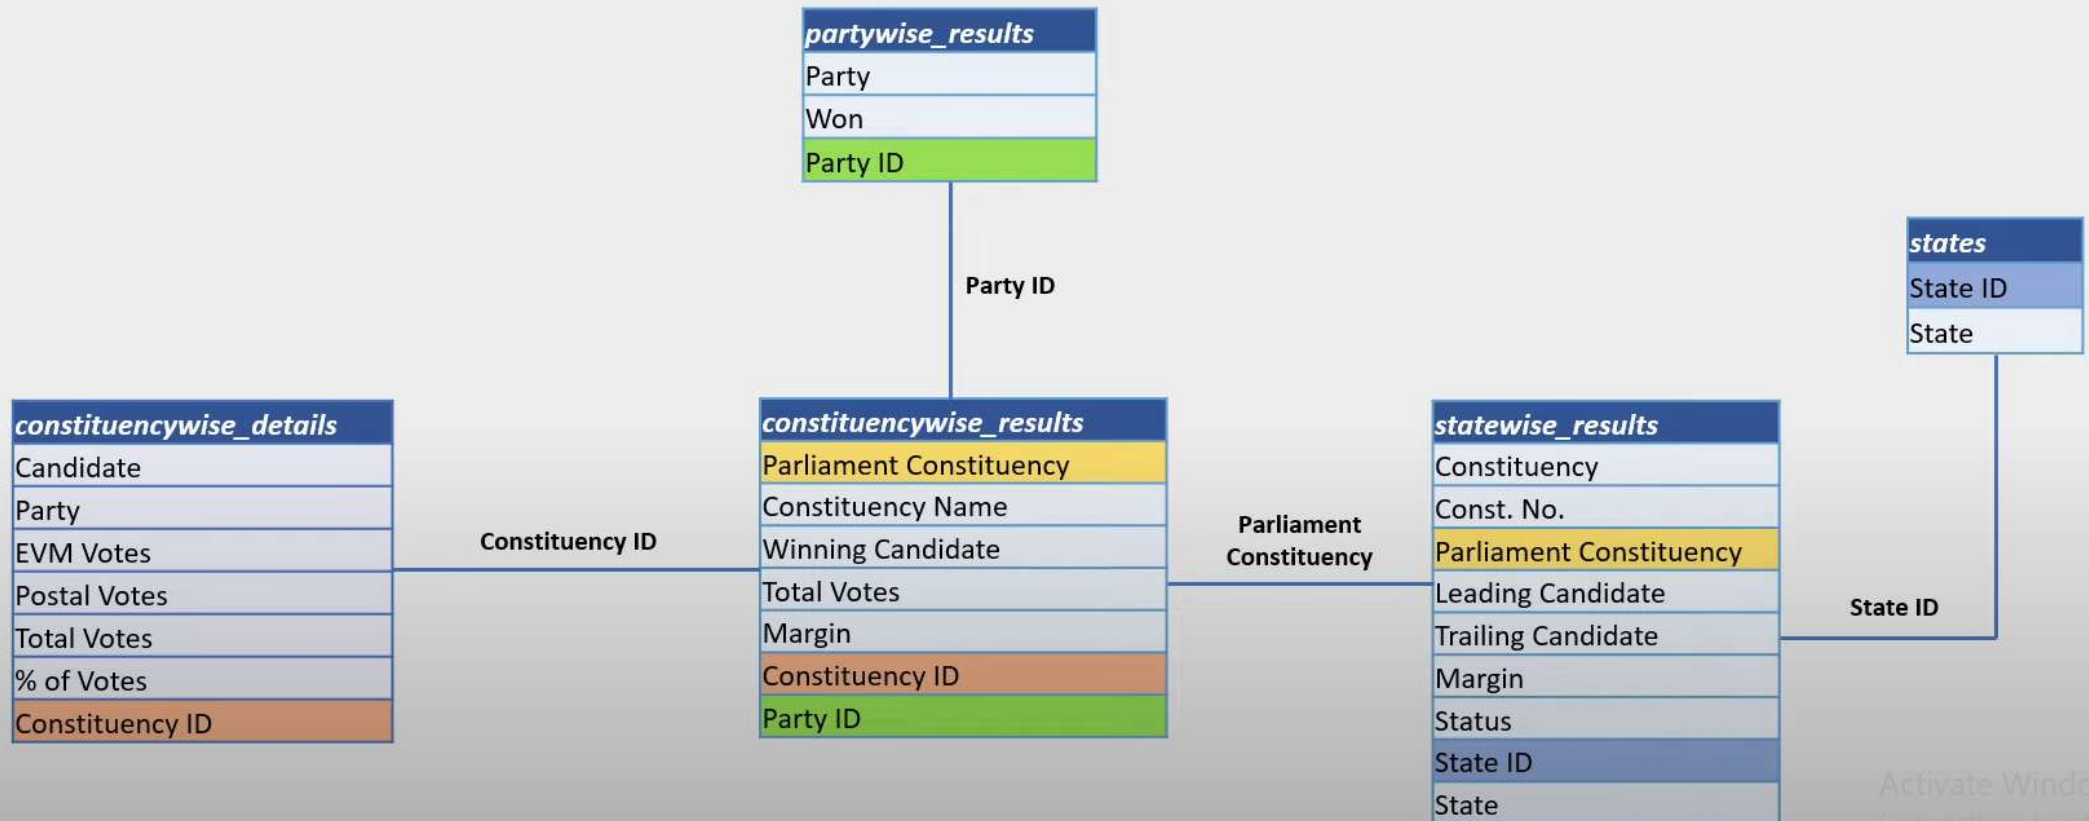 partywise_results
Party
Won
Party ID
Party ID
states
State ID
State
constituencywise_details
Candidate
Party
EVM Votes
Postal Votes
Total Votes
% of Votes
Constituency ID
Constituency ID
constituencywise_results
Parliament Constituency
Constituency Name
Winning Candidate
Total Votes
Margin
Constituency ID
Party ID
Parliament
Constituency
statewise_results
Constituency
Const. No.
Parliament Constituency
Leading Candidate
Trailing Candidate
Margin
Status
State ID
State
State ID
Activate Windo